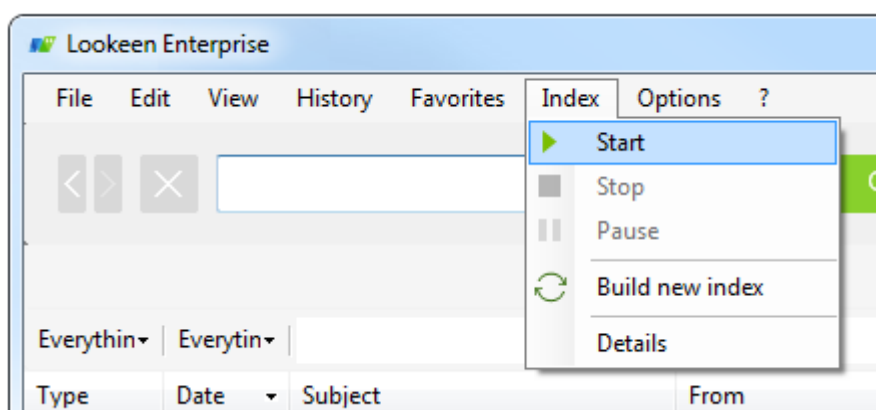 Lookeen Enterprise
File Edit View History Favorites Index Options ?
Start
Stop
Pause
Build new index
Details
Everythin Everytin
Type Date Subject From